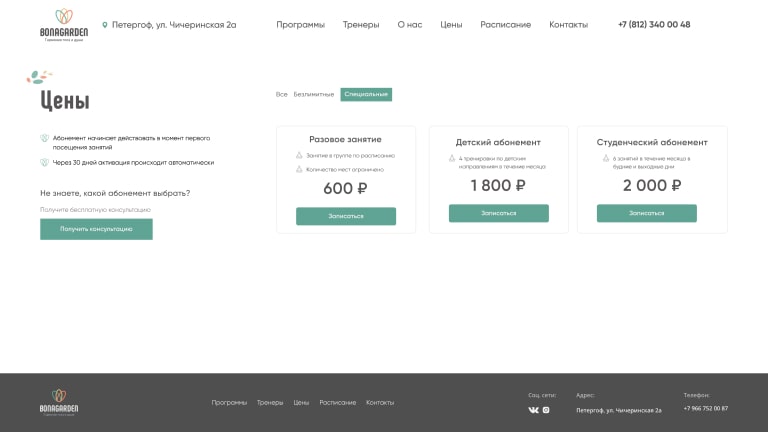 BONAGARDEN
Гармония тела и души
Петергоф, ул. Чичеринская 2а
Программы
Тренеры
О нас
Цены
Расписание
Контакты
+7 (812) 340 00 48
Цены
Абонемент начинает действовать в момент первого
посещения занятий
Через 30 дней активация происходит автоматически
Не знаете, какой абонемент выбрать?
Получите бесплатную консультацию
Получить консультацию
Все
Безлимитные
Специальные
Разовое занятие
Занятие в группе по расписанию
Количество мест ограничено
600 ₽
Записаться
Детский абонемент
4 тренировки по детским
направлениям в течение месяца
1 800 ₽
Записаться
Студенческий абонемент
6 занятий в течение месяца в
будние и выходные дни
2 000 ₽
Записаться
BONAGARDEN
Программы
Тренеры
Цены
Расписание
Контакты
Соц. сети:
Адрес:
Петергоф, ул. Чичеринская 2а
Телефон:
+7 966 752 00 87